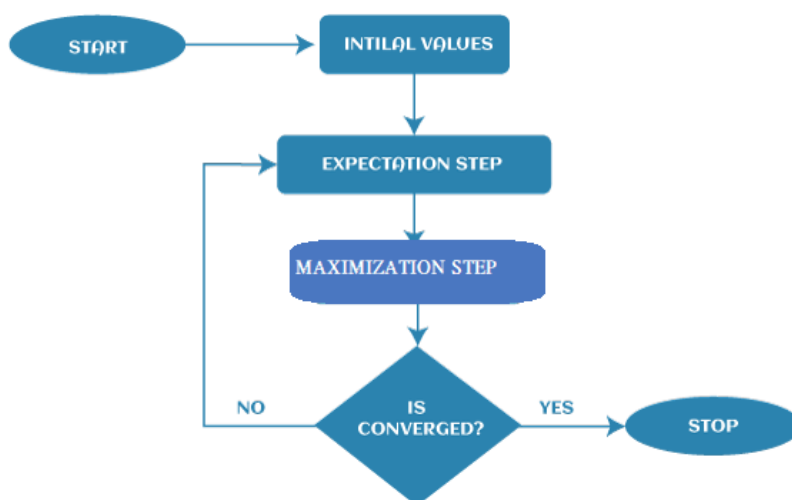 START
INTILAL VALUES
EXPECTATION STEP
MAXIMIZATION STEP
IS
CONVERGED?
NO
YES
STOP